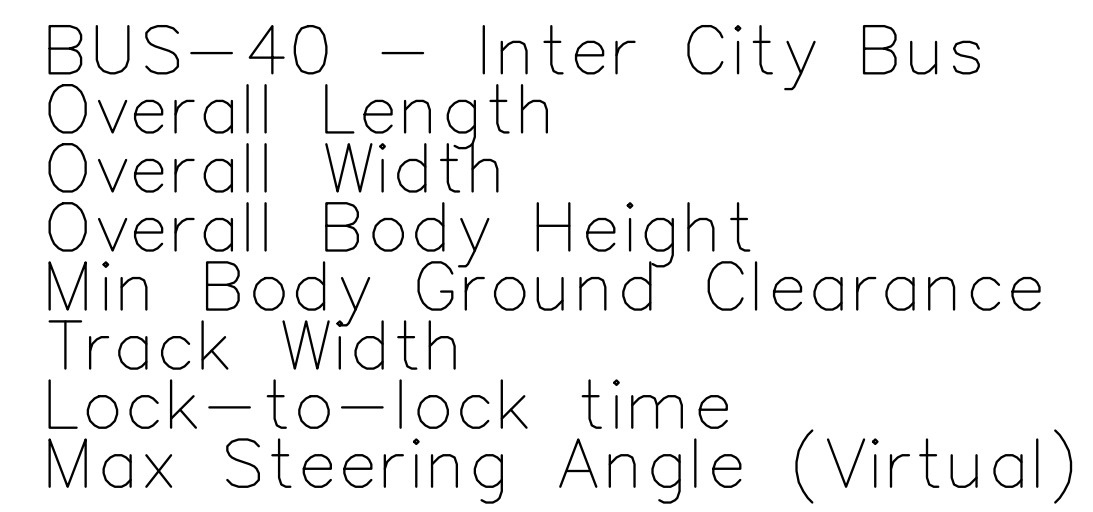 BUS-40 - Inter City Bus
Overall Length
Overall Width
Overall Body Height
Min Body Ground Clearance
Track Width
Lock-to-lock time
Max Steering Angle (Virtual)